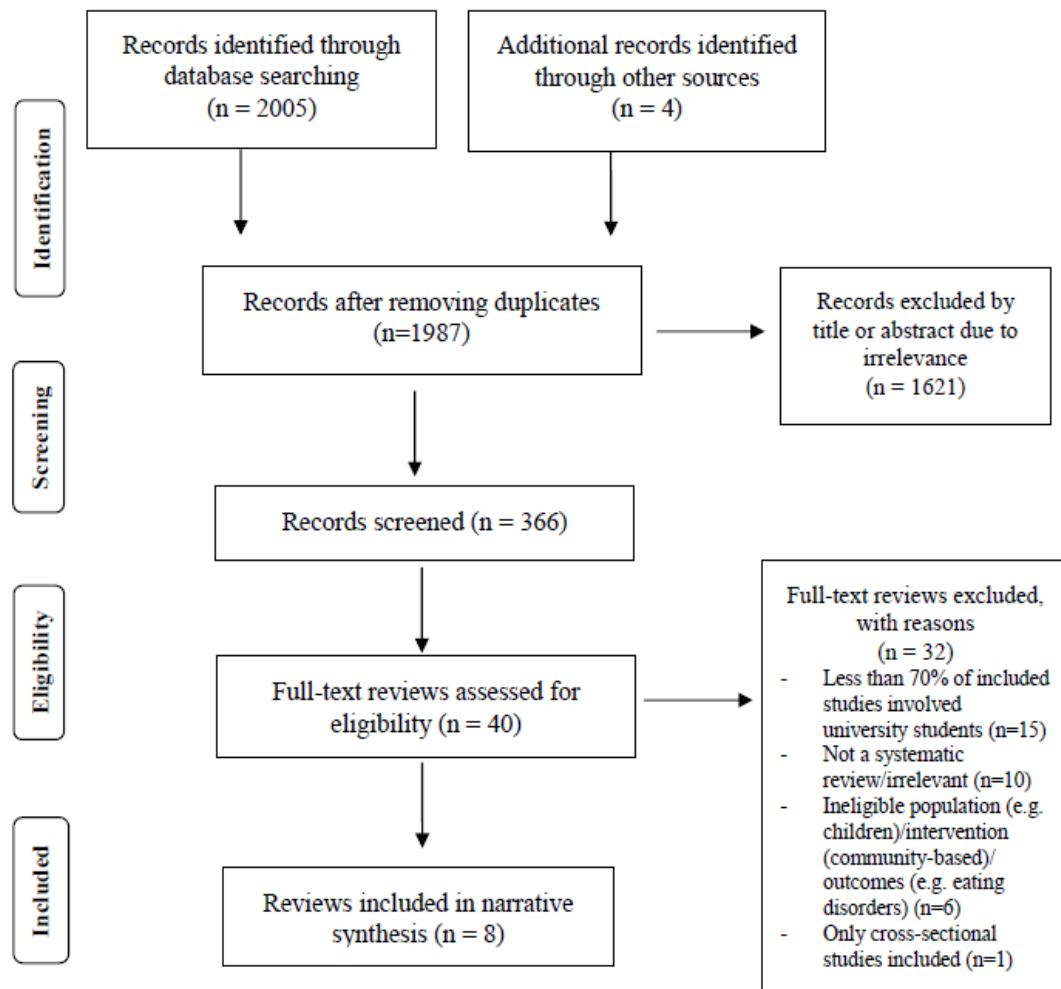 Records identified through
database searching
(n = 2005)
Additional records identified
through other sources
(n = 4)
Identification
Records after removing duplicates
(n=1987)
Records excluded by
title or abstract due to
irrelevance
(n = 1621)
Screening
Records screened (n = 366)
Eligibility
Full-text reviews assessed for
eligibility (n = 40)
Full-text reviews excluded,
with reasons
(n = 32)
- Less than 70% of included
studies involved
university students (n=15)
- Not a systematic
review/irrelevant (n=10)
- Ineligible population (e.g.
children)/intervention
(community-based)/
outcomes (e.g. eating
disorders) (n=6)
- Only cross-sectional
studies included (n=1)
Included
Reviews included in narrative
synthesis (n = 8)